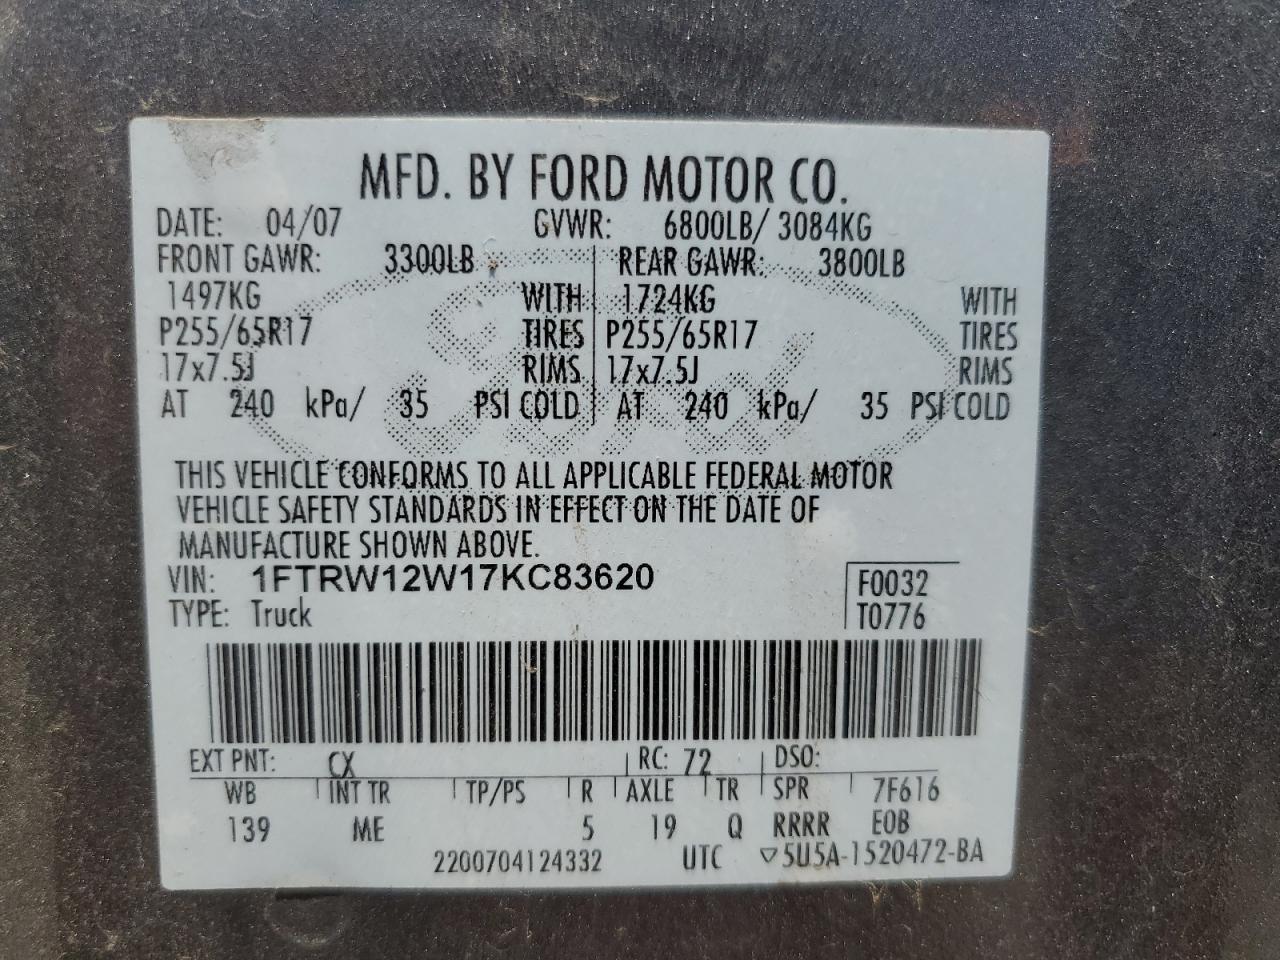 MFD. BY FORD MOTOR CO.
DATE: 04/07 GVWR: 6800LB/ 3084KG
FRONT GAWR: 3300LB REAR GAWR: 3800LB
1497KG WITH 1724KG WITH
P255/65R17 TIRES P255/65R17 TIRES
17x7.5J RIMS 17x7.5J RIMS
AT 240 kPa/ 35 PSI COLD AT 240 kPa/ 35 PSI COLD
Ford
THIS VEHICLE CONFORMS TO ALL APPLICABLE FEDERAL MOTOR
VEHICLE SAFETY STANDARDS IN EFFECT ON THE DATE OF
MANUFACTURE SHOWN ABOVE.
VIN: 1FTRW12W17KC83620 F0032
TYPE: Truck T0776
EXT PNT: CX RC: 72 DSO:
WB INT TR TP/PS R AXLE TR SPR 7F616
139 ME 5 19 Q RRRR EOB
2200704124332 UTC ▽5U5A-1520472-BA